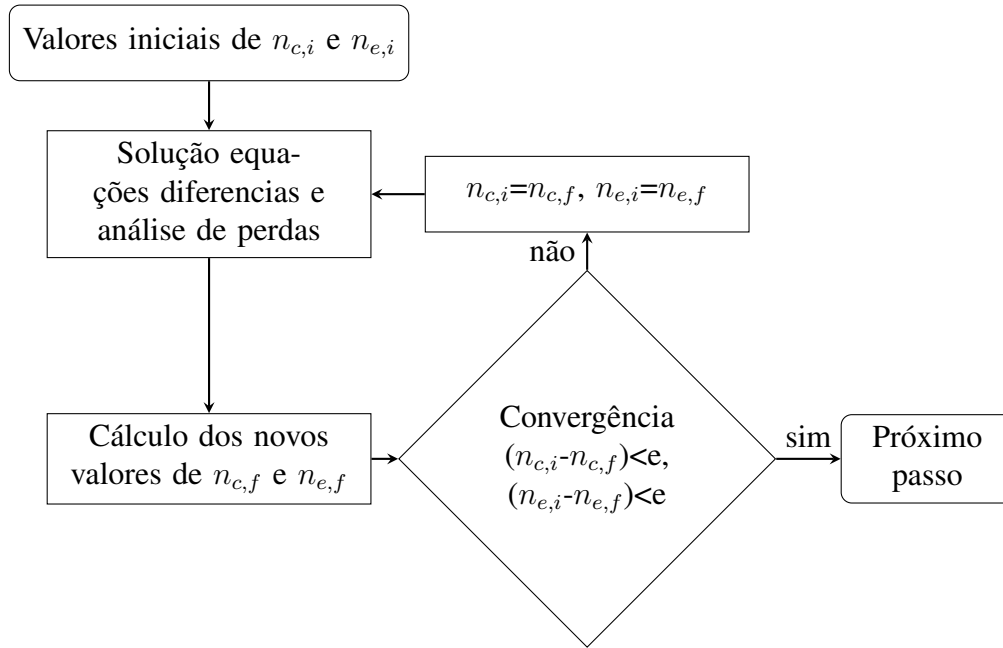 Valores iniciais de n_{c,i} e n_{e,i}
Solução equa-
ções diferencias e
análise de perdas
n_{c,i}=n_{c,f}, n_{e,i}=n_{e,f}
não
Cálculo dos novos
valores de n_{c,f} e n_{e,f}
Convergência
(n_{c,i}-n_{c,f})<e,
(n_{e,i}-n_{e,f})<e
sim
Próximo
passo